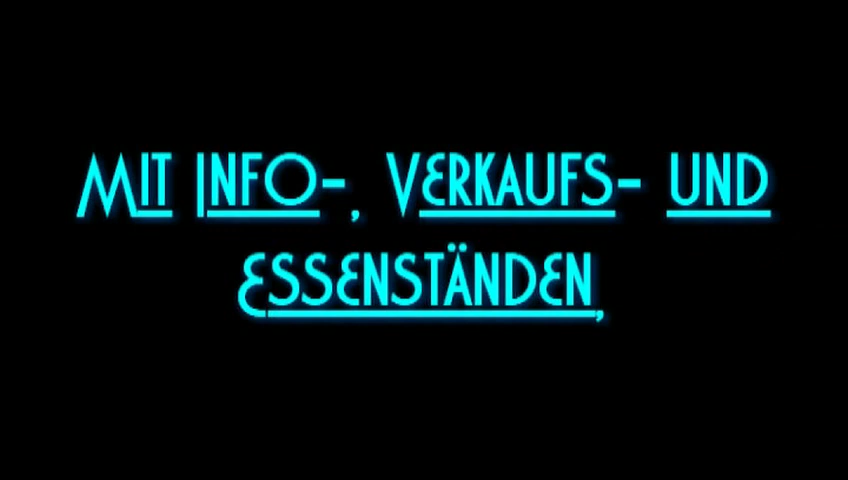 Mit Info-, Verkaufs- und
Essenständen,